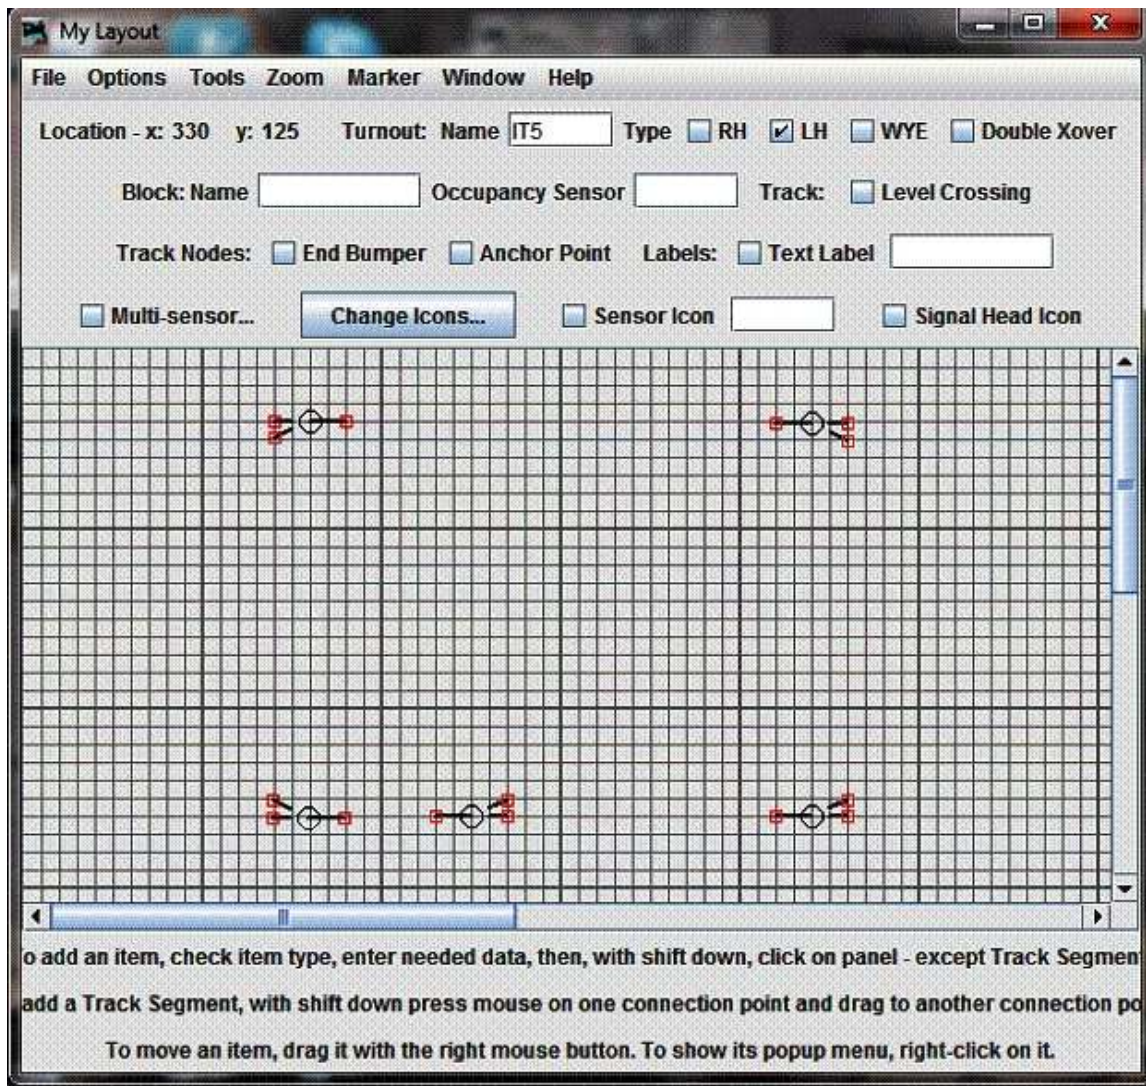 My Layout
File Options Tools Zoom Marker Window Help
Location - x: 330 y: 125 Turnout: Name IT5 Type RH LH WYE Double Xover
Block: Name Occupancy Sensor Track: Level Crossing
Track Nodes: End Bumper Anchor Point Labels: Text Label
Multi-sensor... Change Icons... Sensor Icon Signal Head Icon
o add an item, check item type, enter needed data, then, with shift down, click on panel - except Track Segmen
add a Track Segment, with shift down press mouse on one connection point and drag to another connection po
To move an item, drag it with the right mouse button. To show its popup menu, right-click on it.